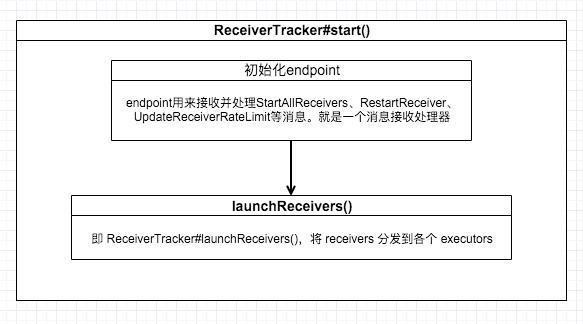 ReceiverTracker#start()
初始化endpoint
endpoint用来接收并处理StartAllReceivers、RestartReceiver、
UpdateReceiverRateLimit等消息。就是一个消息接收处理器
launchReceivers()
即 ReceiverTracker#launchReceivers()，将 receivers 分发到各个 executors